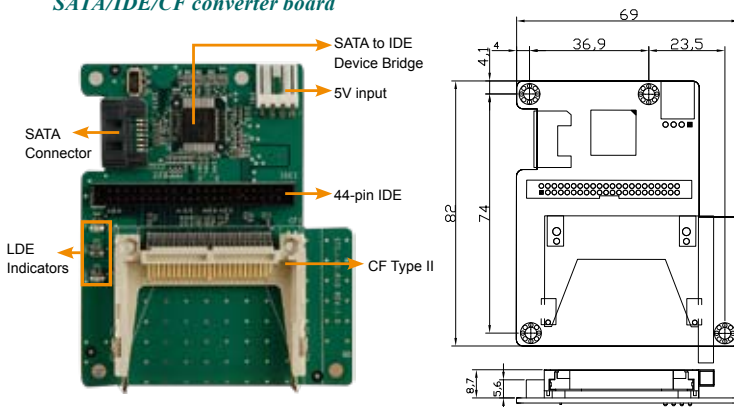 SATA/IDE/CF converter board
SATA to IDE
Device Bridge
5V input
SATA
Connector
44-pin IDE
LDE
Indicators
CF Type II
69
4
36,9
23,5
4,1
82
74
8,7
5,6